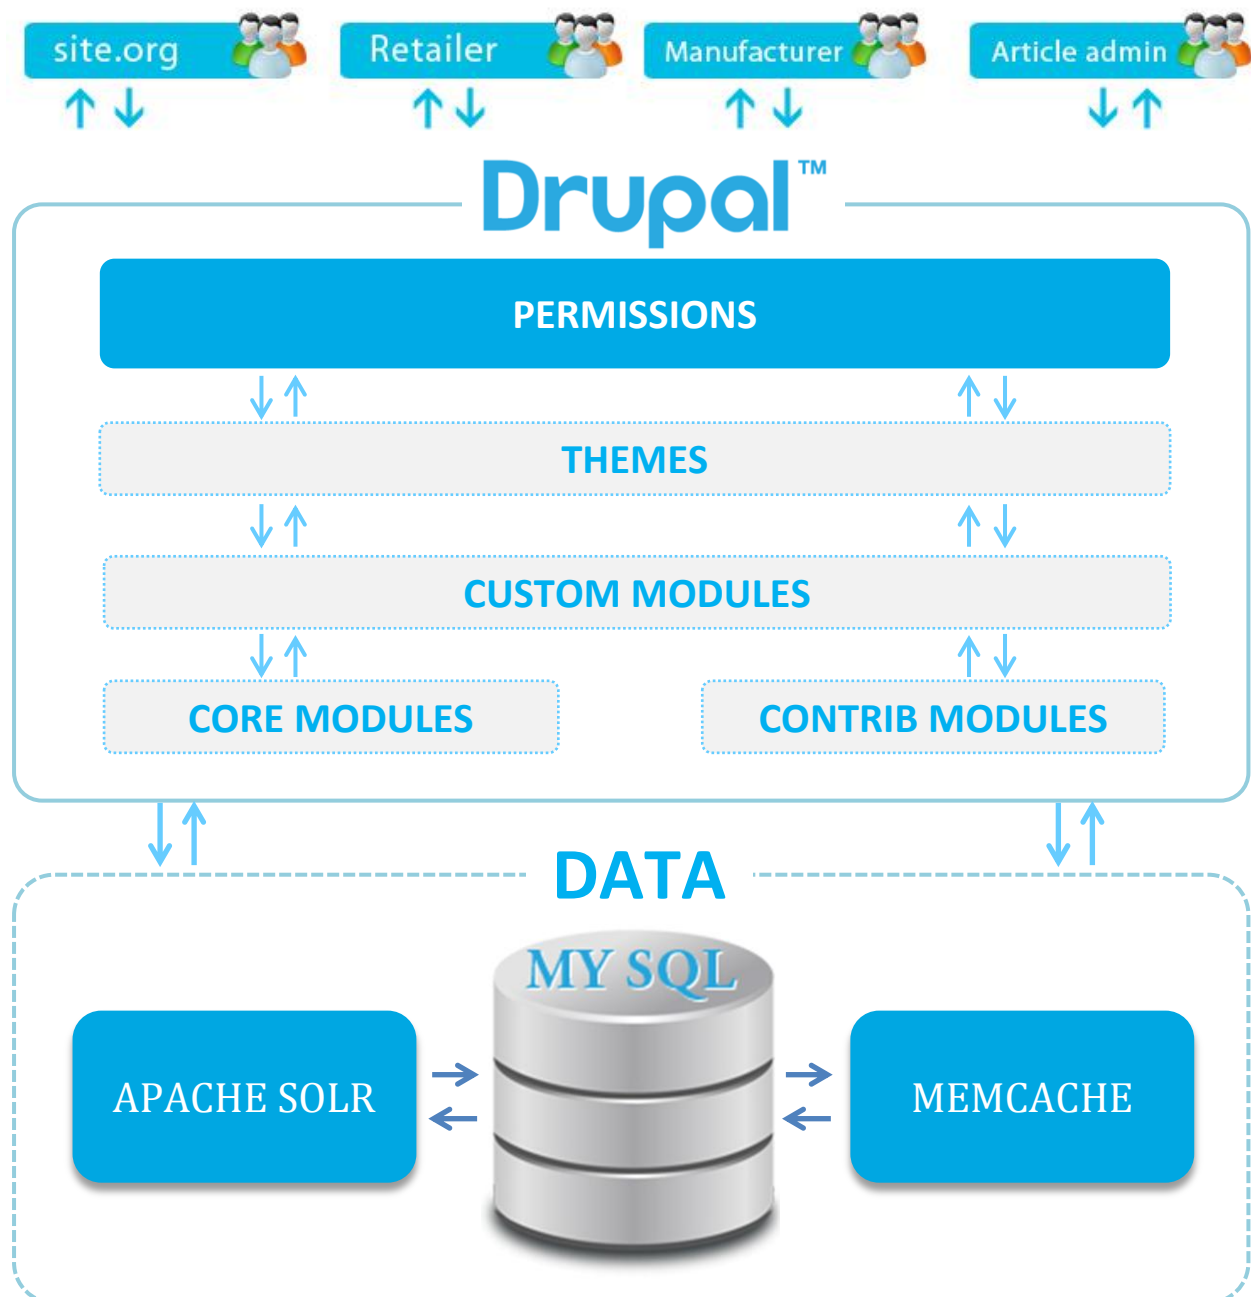 site.org
Retailer
Manufacturer
Article admin
Drupal™
PERMISSIONS
THEMES
CUSTOM MODULES
CORE MODULES
CONTRIB MODULES
DATA
MY SQL
APACHE SOLR
MEMCACHE